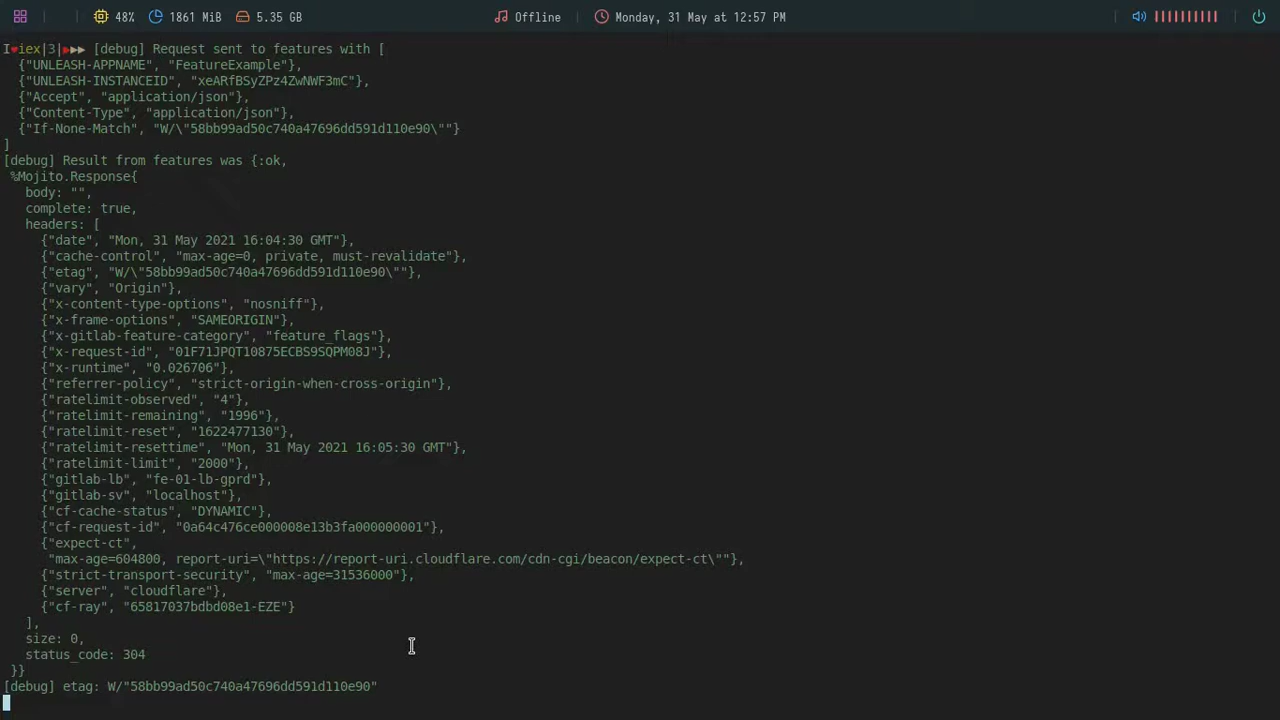 48% 1861 MiB 5.35 GB Offline Monday, 31 May at 12:57 PM
I♥iex|3|▶▶▶ [debug] Request sent to features with [
  {"UNLEASH-APPNAME", "FeatureExample"},
  {"UNLEASH-INSTANCEID", "xeARfBSyZPz4ZwNWF3mC"},
  {"Accept", "application/json"},
  {"Content-Type", "application/json"},
  {"If-None-Match", "W/\"58bb99ad50c740a47696dd591d110e90\""}
]
[debug] Result from features was {:ok,
 %Mojito.Response{
   body: "",
   complete: true,
   headers: [
     {"date", "Mon, 31 May 2021 16:04:30 GMT"},
     {"cache-control", "max-age=0, private, must-revalidate"},
     {"etag", "W/\"58bb99ad50c740a47696dd591d110e90\""},
     {"vary", "Origin"},
     {"x-content-type-options", "nosniff"},
     {"x-frame-options", "SAMEORIGIN"},
     {"x-gitlab-feature-category", "feature_flags"},
     {"x-request-id", "01F71JPQT10875ECBS9SQPM08J"},
     {"x-runtime", "0.026706"},
     {"referrer-policy", "strict-origin-when-cross-origin"},
     {"ratelimit-observed", "4"},
     {"ratelimit-remaining", "1996"},
     {"ratelimit-reset", "1622477130"},
     {"ratelimit-resettime", "Mon, 31 May 2021 16:05:30 GMT"},
     {"ratelimit-limit", "2000"},
     {"gitlab-lb", "fe-01-lb-gprd"},
     {"gitlab-sv", "localhost"},
     {"cf-cache-status", "DYNAMIC"},
     {"cf-request-id", "0a64c476ce000008e13b3fa000000001"},
     {"expect-ct",
      "max-age=604800, report-uri=\"https://report-uri.cloudflare.com/cdn-cgi/beacon/expect-ct\""},
     {"strict-transport-security", "max-age=31536000"},
     {"server", "cloudflare"},
     {"cf-ray", "65817037bdbd08e1-EZE"}
   ],
   size: 0,
   status_code: 304
 }}
[debug] etag: W/"58bb99ad50c740a47696dd591d110e90"